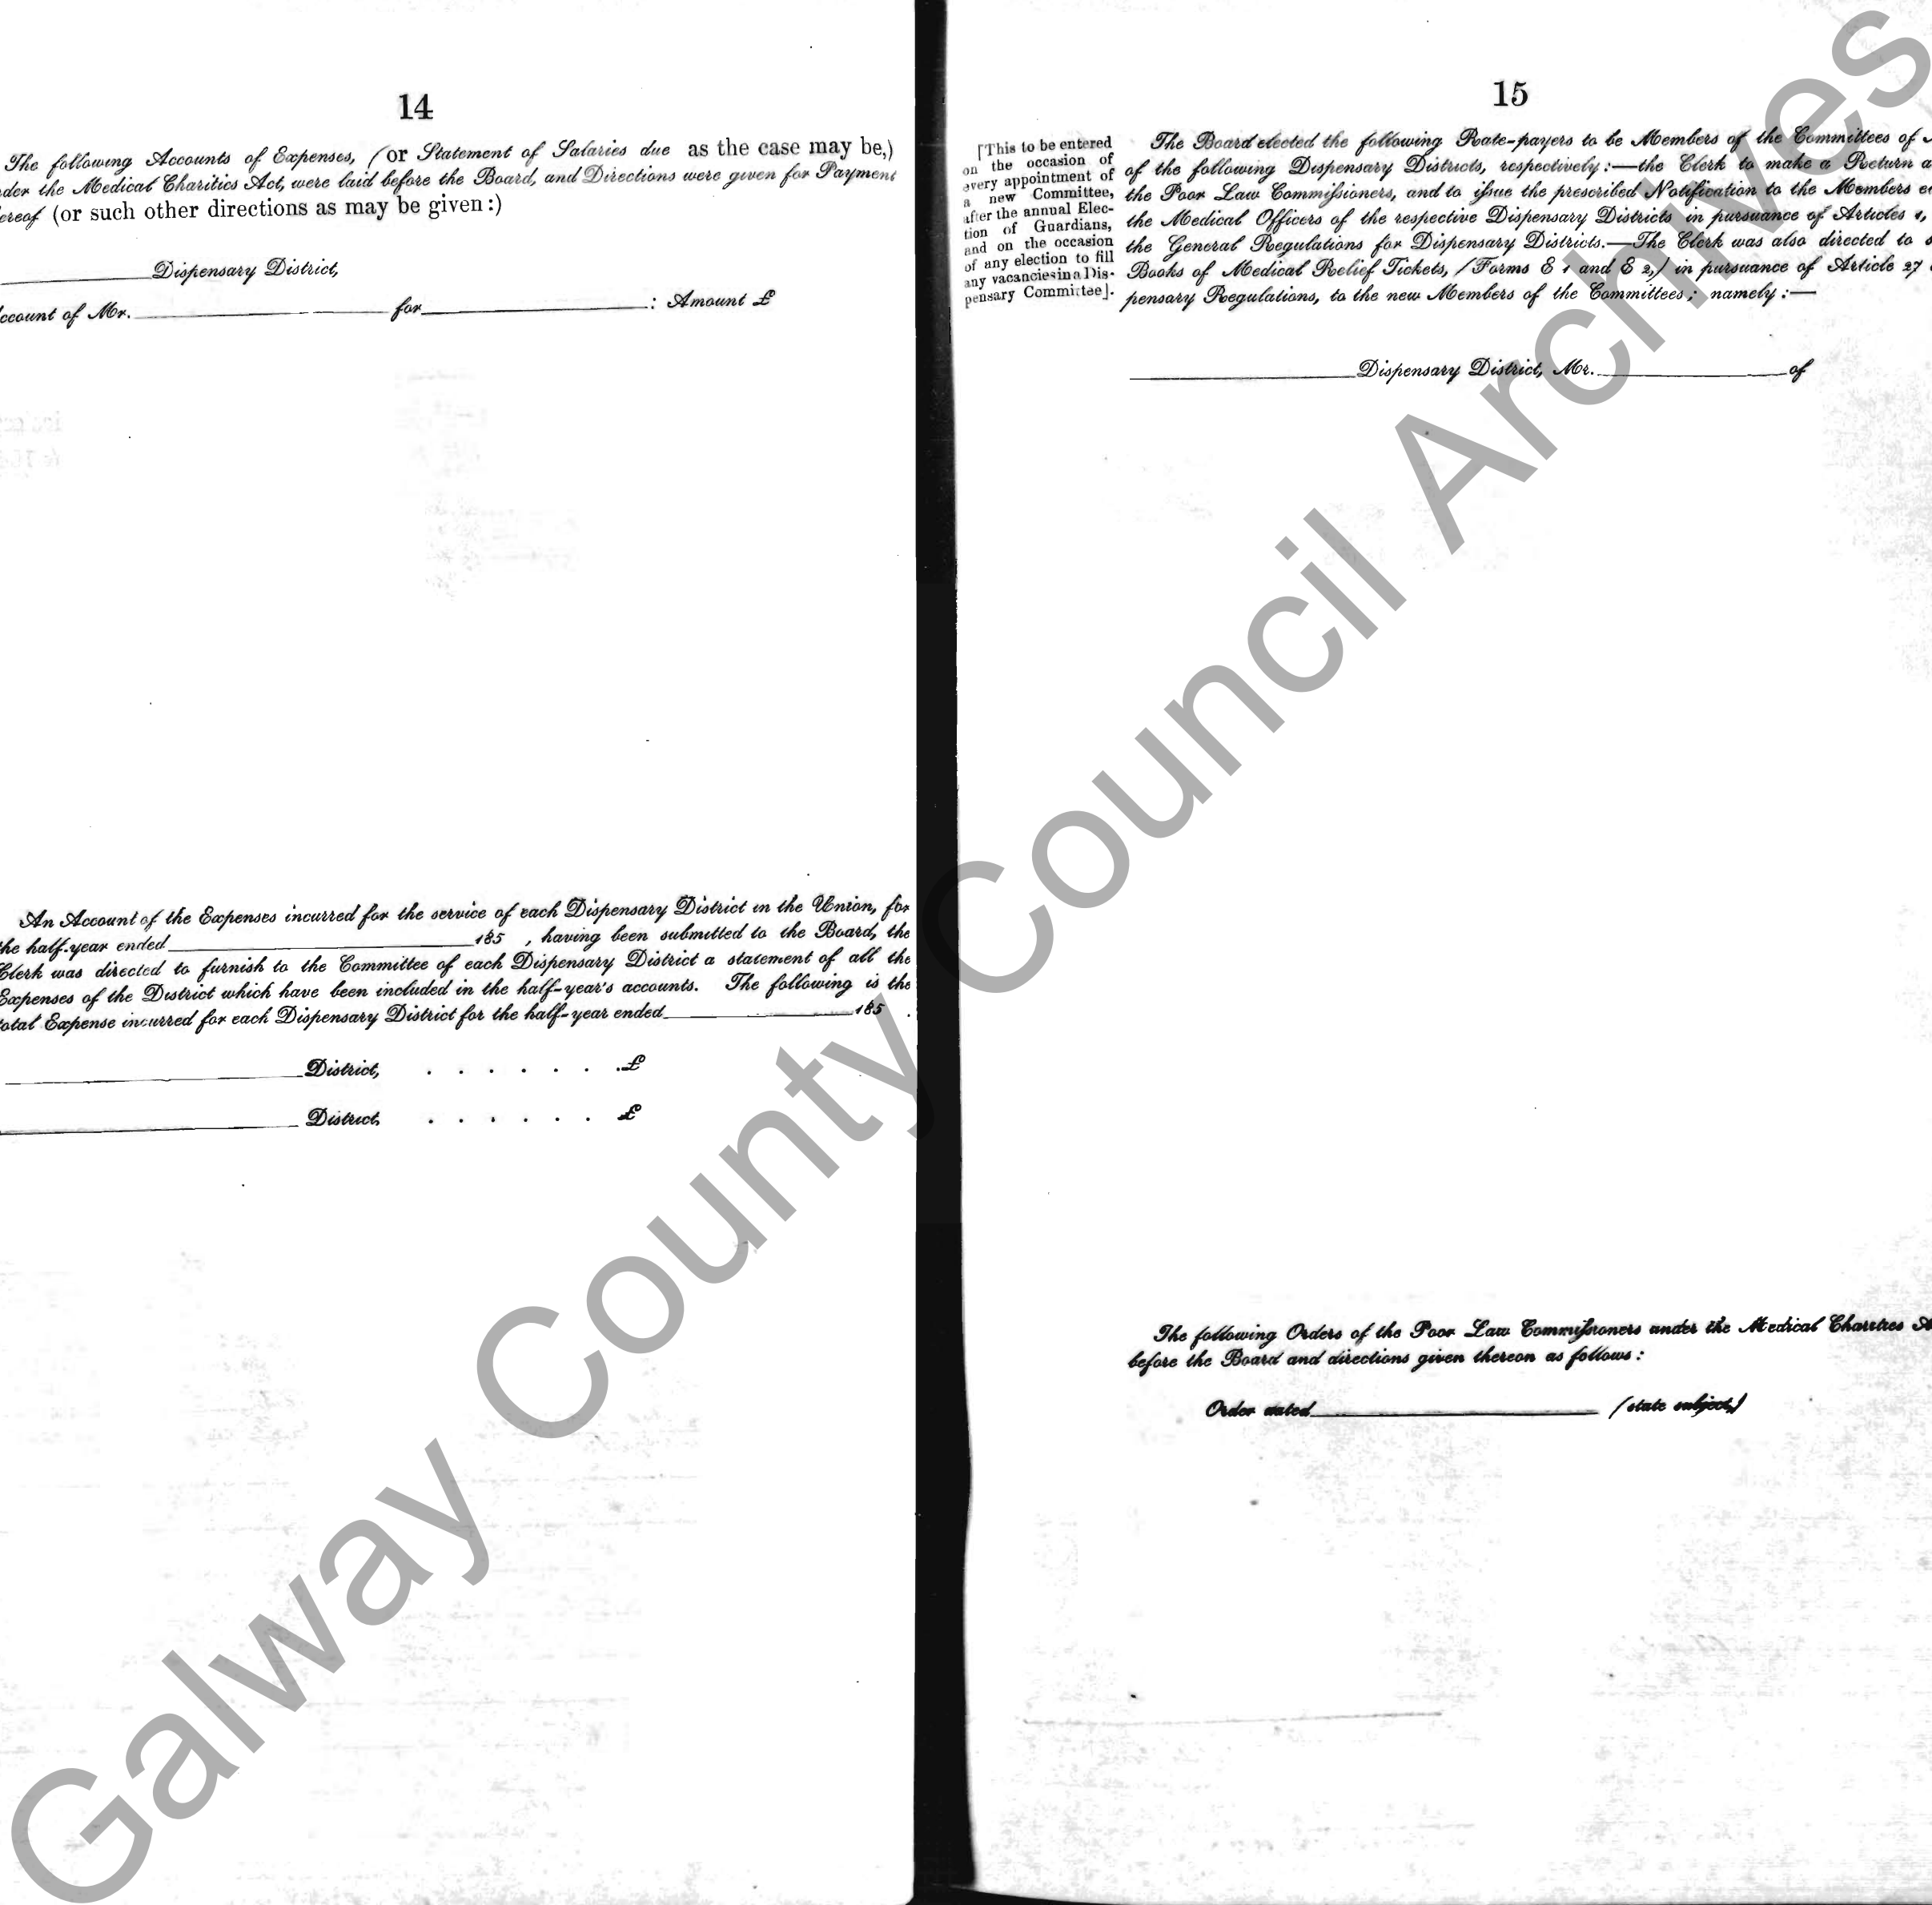 14
The following Accounts of Expenses, (or Statement of Salaries due as the case may be,)
der the Medical Charities Act, were laid before the Board, and Directions were given for Payment
ereof (or such other directions as may be given:)
Dispensary District,
ccount of Mr. for : Amount £
An Account of the Expenses incurred for the service of each Dispensary District in the Union, for
the half-year ended 185 , having been submitted to the Board, the
Clerk was directed to furnish to the Committee of each Dispensary District a statement of all the
Expenses of the District which have been included in the half-year's accounts. The following is the
total Expense incurred for each Dispensary District for the half-year ended 185 .
District, . . . . . . . £
District, . . . . . . £
15
[This to be entered
on the occasion of
every appointment of
a new Committee,
after the annual Elec-
tion of Guardians,
and on the occasion
of any election to fill
any vacancies in a Dis-
pensary Committee].
The Board elected the following Rate-payers to be Members of the Committees of
of the following Dispensary Districts, respectively:—the Clerk to make a Return
the Poor Law Commissioners, and to issue the prescribed Notification to the Members
the Medical Officers of the respective Dispensary Districts in pursuance of Articles 1,
the General Regulations for Dispensary Districts.—The Clerk was also directed to
Books of Medical Relief Tickets, (Forms E 1 and E 2,) in pursuance of Article 27
pensary Regulations, to the new Members of the Committees; namely:—
Dispensary District, Mr. of
The following Orders of the Poor Law Commissioners under the Medical Charities A
before the Board and directions given thereon as follows:
Order dated (state subject,)
Galway County Council Archives